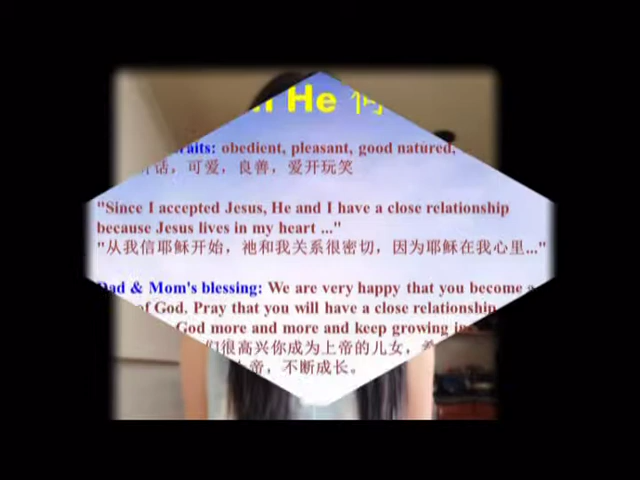 He 何
raits: obedient, pleasant, good natured,
话，可爱，良善，爱开玩笑
"Since I accepted Jesus, He and I have a close relationship
because Jesus lives in my heart ..."
"从我信耶稣开始，祂和我关系很密切，因为耶稣在我心里..."
Dad & Mom's blessing: We are very happy that you become
of God. Pray that you will have a close relationship
God more and more and keep growing
们很高兴你成为上帝的儿女，
上帝，不断成长。